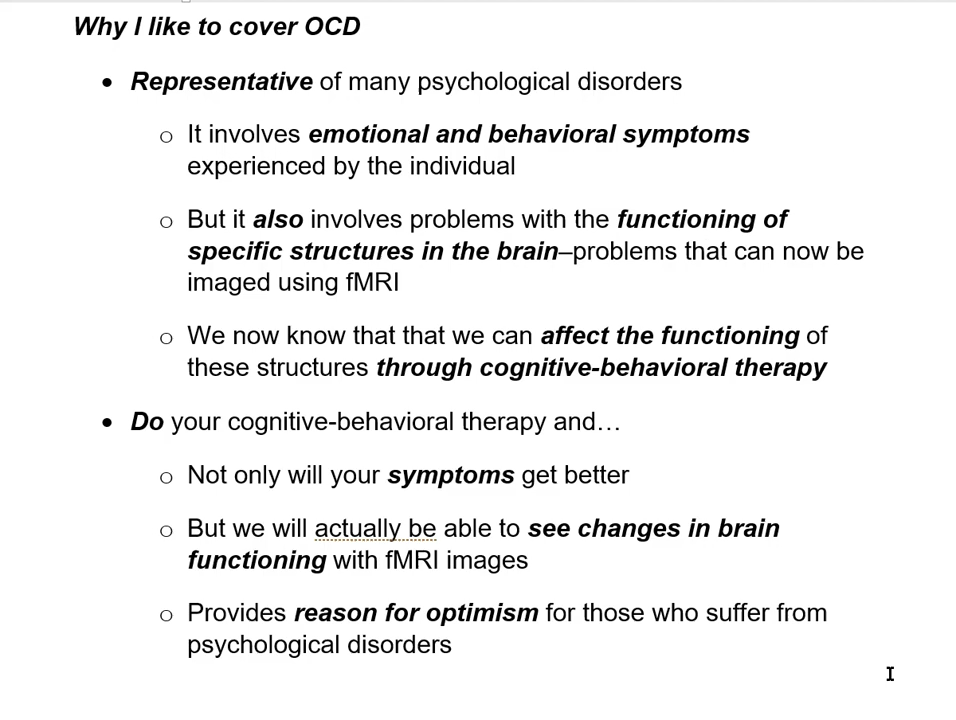 Why I like to cover OCD
• Representative of many psychological disorders
o It involves emotional and behavioral symptoms
experienced by the individual
o But it also involves problems with the functioning of
specific structures in the brain–problems that can now be
imaged using fMRI
o We now know that that we can affect the functioning of
these structures through cognitive-behavioral therapy
• Do your cognitive-behavioral therapy and…
o Not only will your symptoms get better
o But we will actually be able to see changes in brain
functioning with fMRI images
o Provides reason for optimism for those who suffer from
psychological disorders